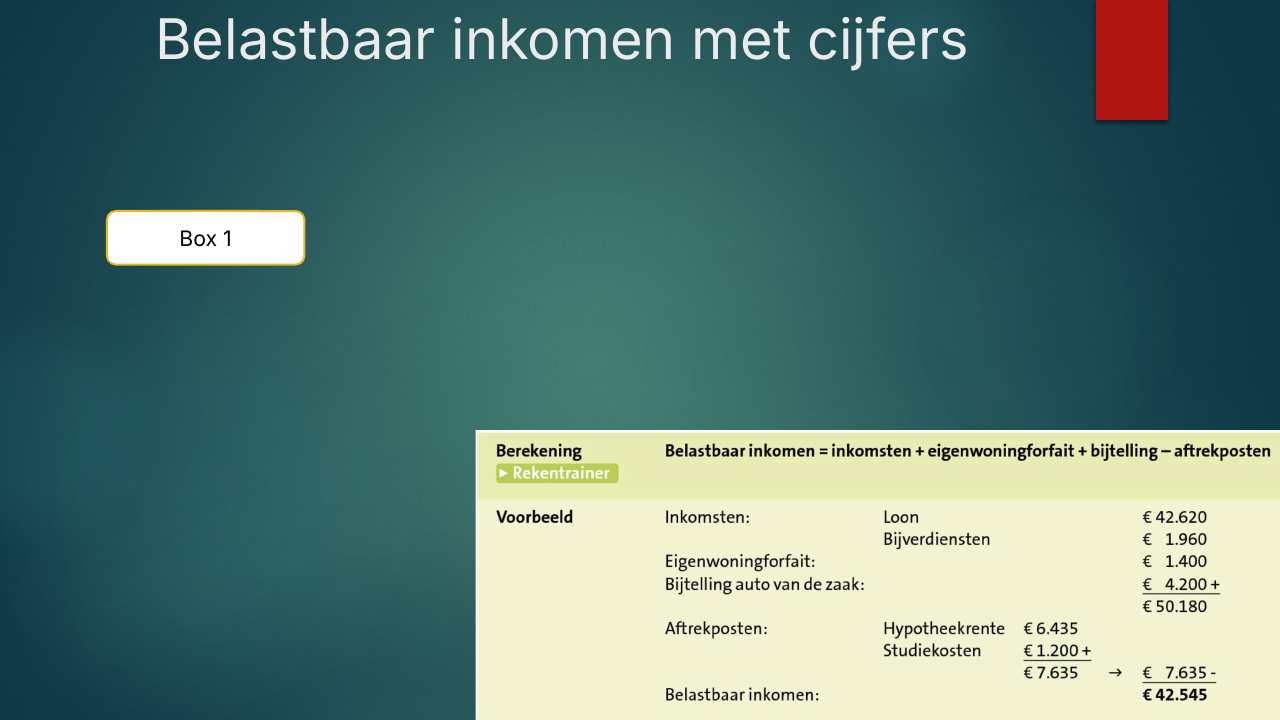 Belastbaar inkomen met cijfers
Box 1
Berekening Belastbaar inkomen = inkomsten + eigenwoningforfait + bijtelling – aftrekposten
▸ Rekentrainer
Voorbeeld Inkomsten: Loon € 42.620
Bijverdiensten € 1.960
Eigenwoningforfait: € 1.400
Bijtelling auto van de zaak: € 4.200 +
€ 50.180
Aftrekposten: Hypotheekrente € 6.435
Studiekosten € 1.200 +
€ 7.635 → € 7.635 -
Belastbaar inkomen: € 42.545